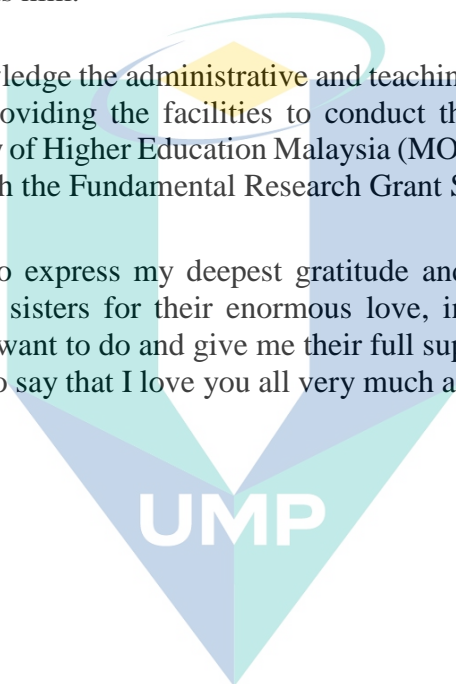 ledge the administrative and teachin
oviding the facilities to conduct th
of Higher Education Malaysia (MO
h the Fundamental Research Grant S
o express my deepest gratitude and
sisters for their enormous love, in
want to do and give me their full sup
o say that I love you all very much a
UMP